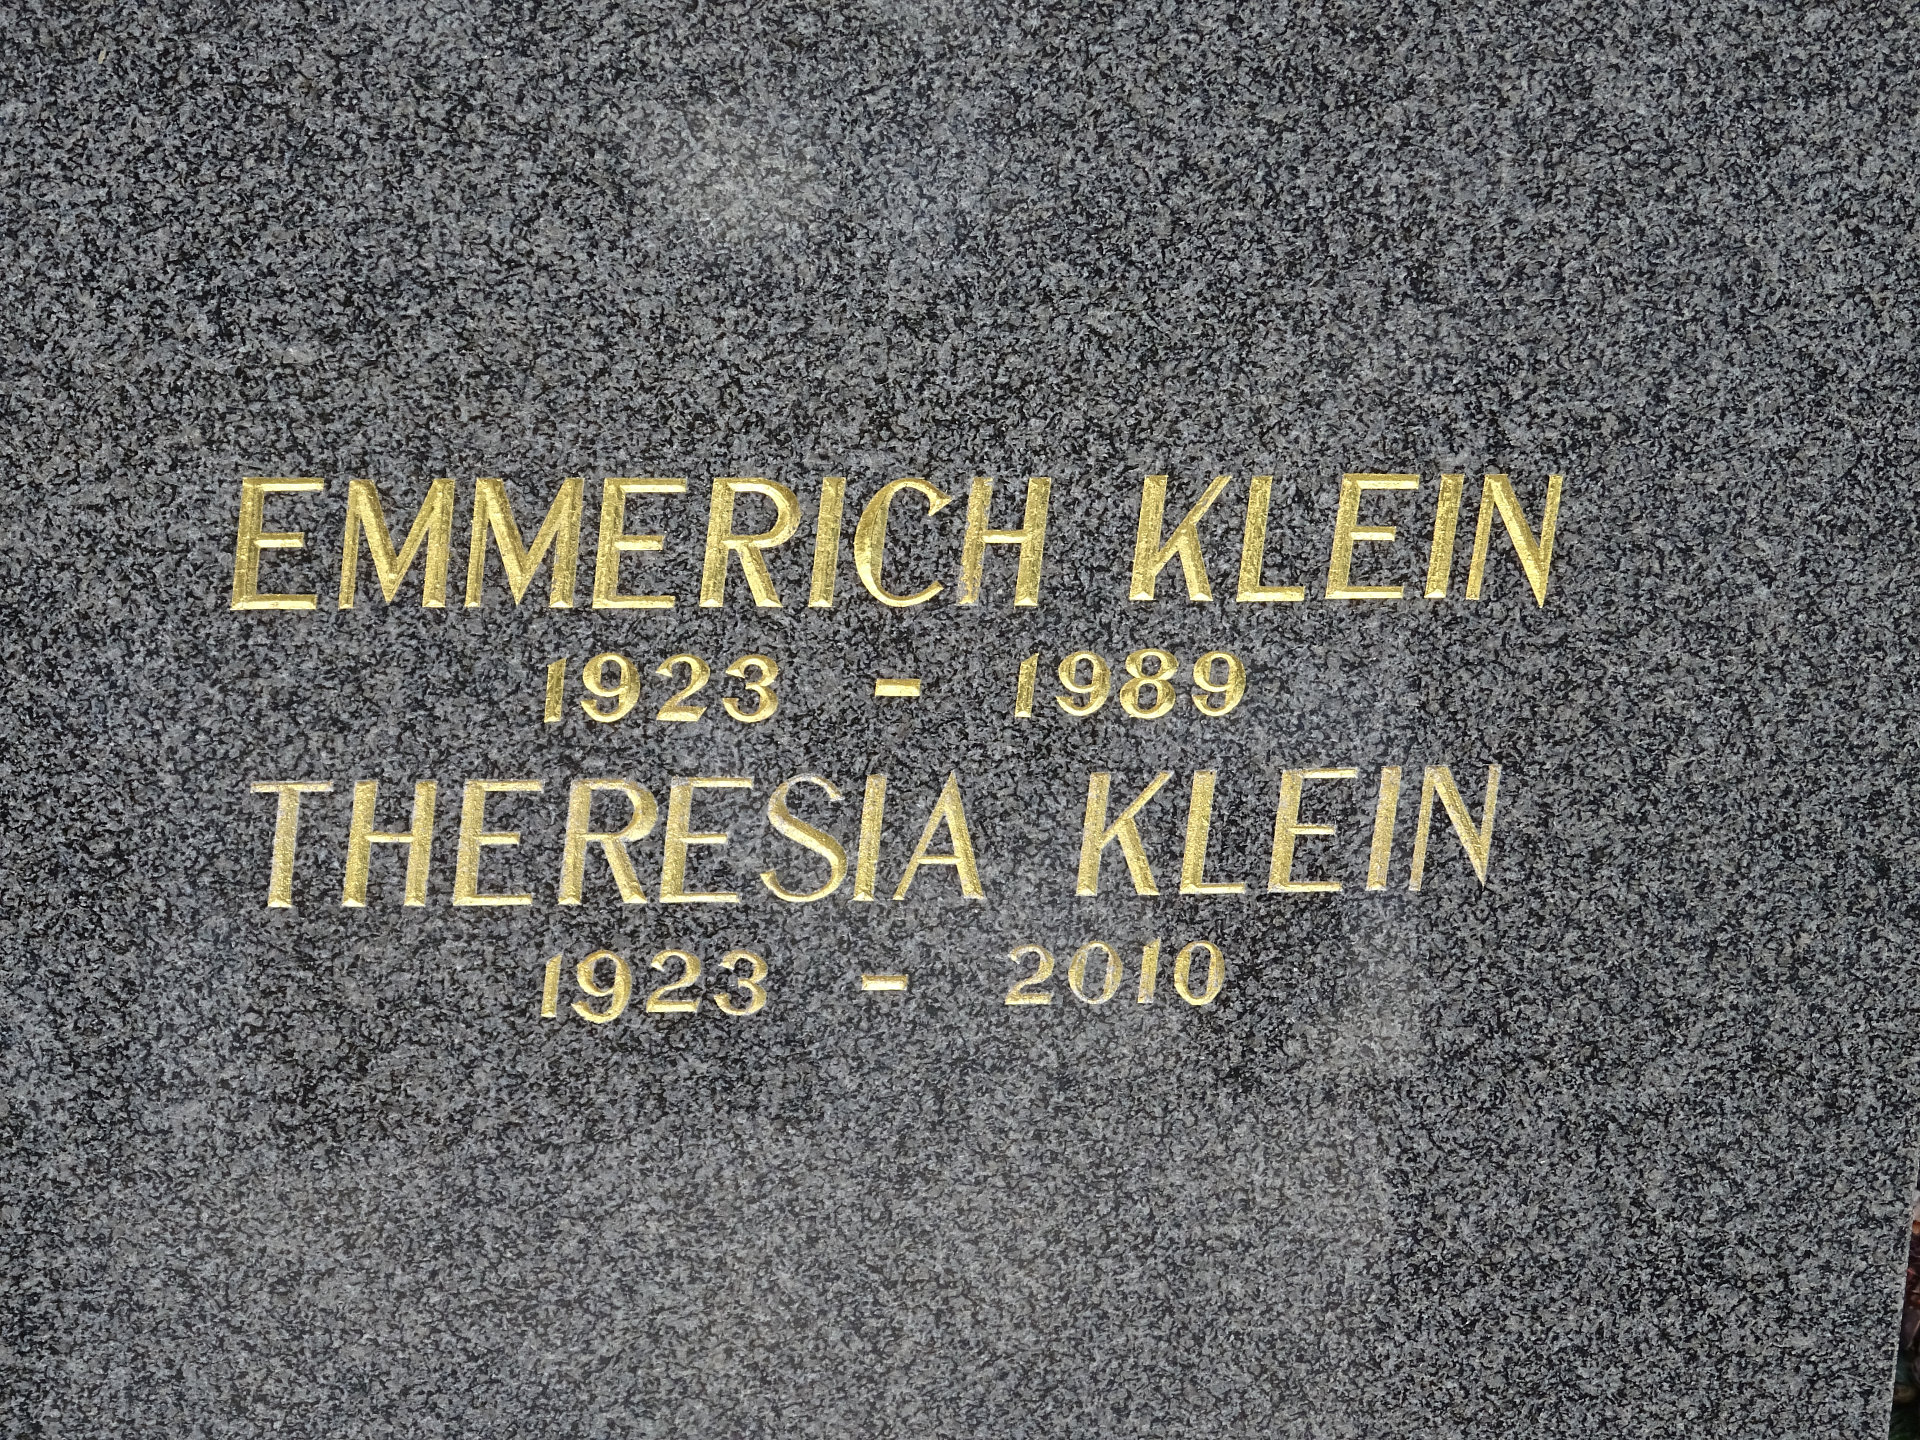 EMMERICH KLEIN
1923 - 1989
THERESIA KLEIN
1923 - 2010